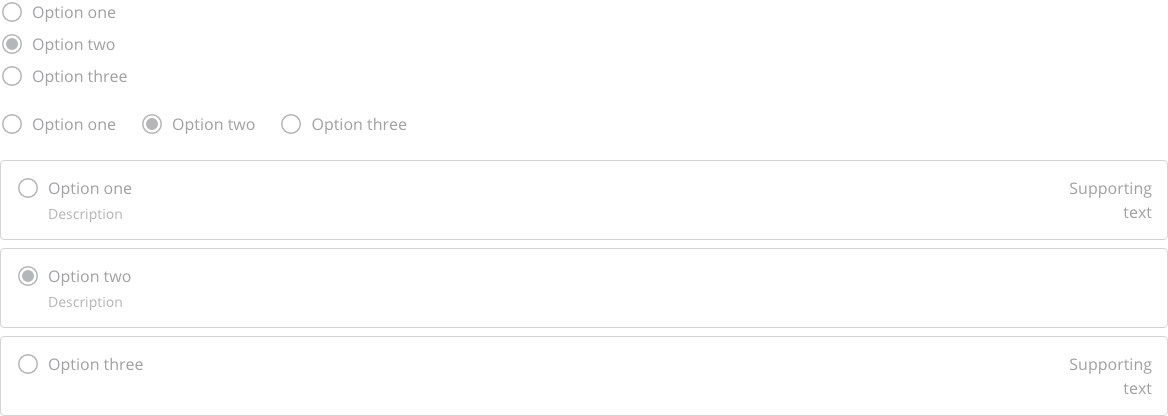 Option one
Option two
Option three
Option one Option two Option three
Option one Supporting
text
Description
Option two
Description
Option three Supporting
text